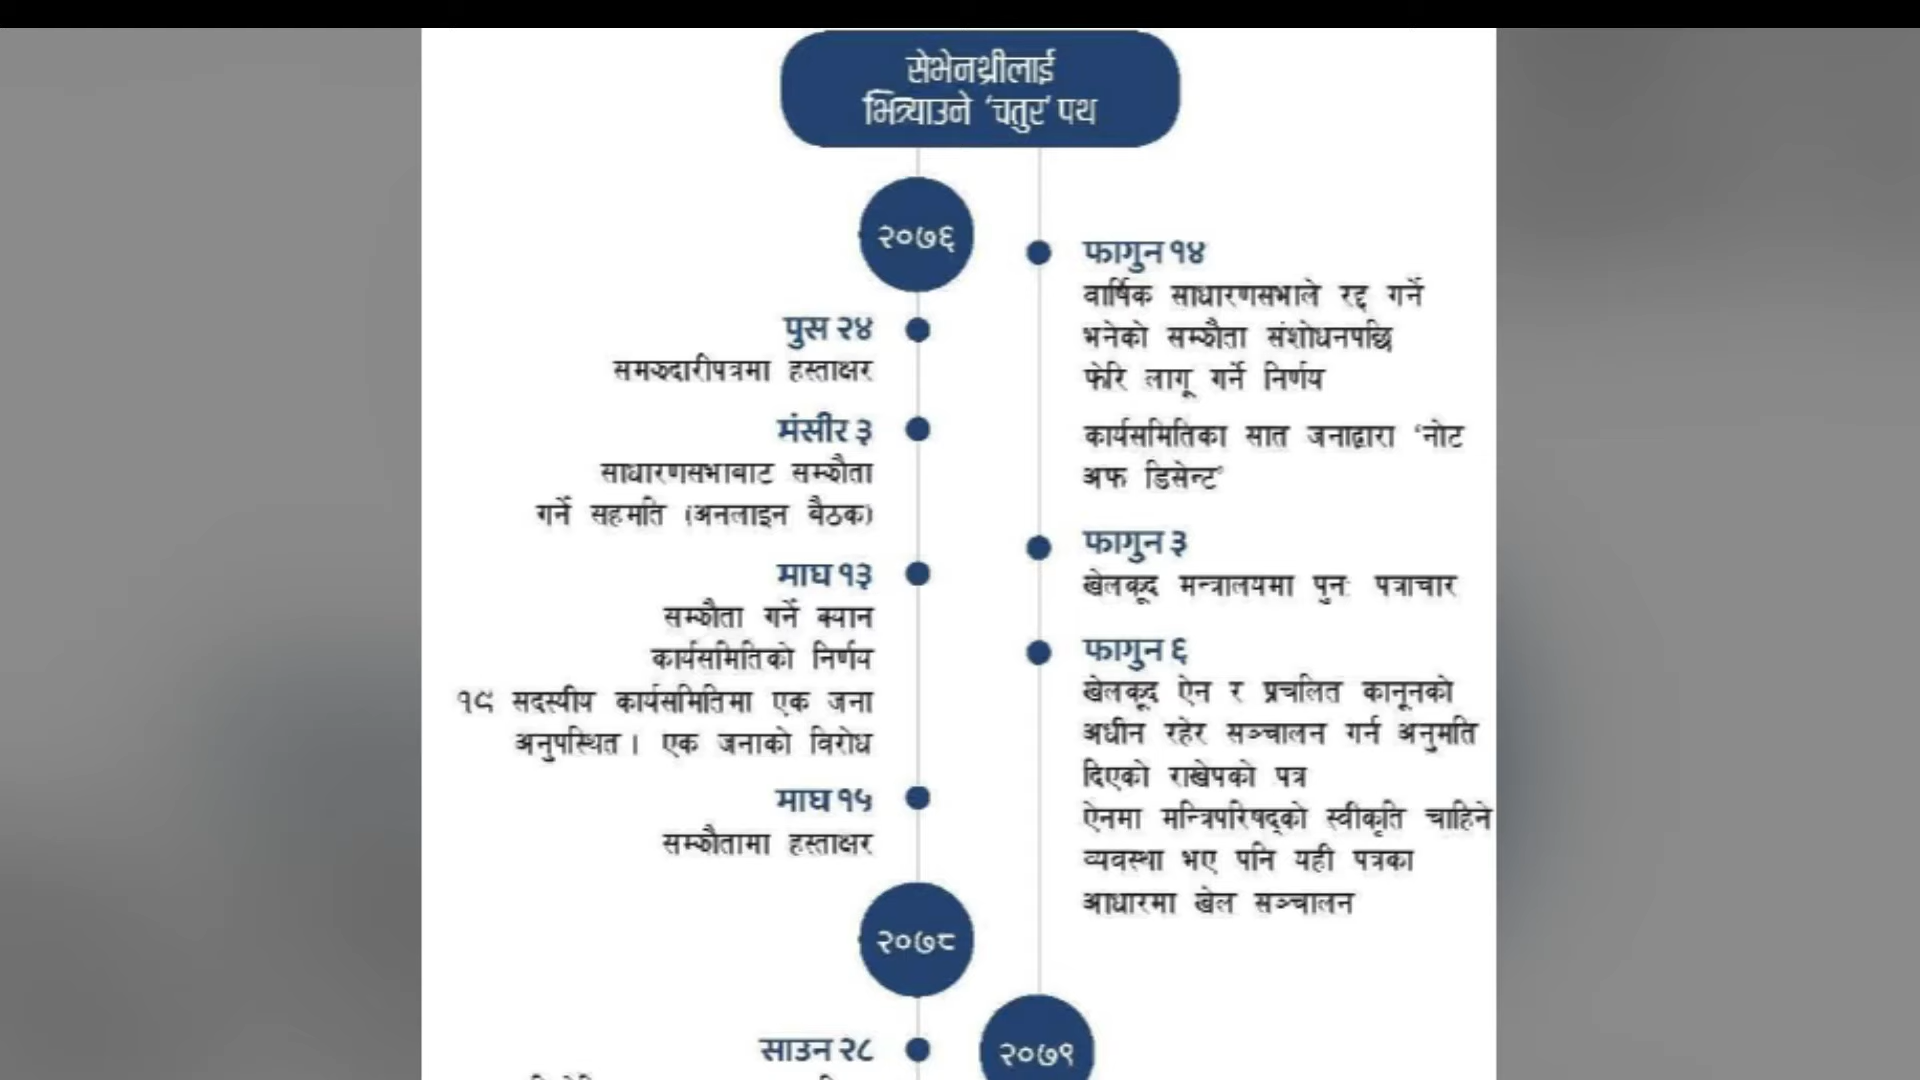 सेभेनथ्रीलाई
भित्र्याउने ‘चतुर’ पथ
२०७६
पुस २४
समझदारीपत्रमा हस्ताक्षर
मंसीर ३
साधारणसभाबाट सम्झौता
गर्ने सहमति (अनलाइन बैठक)
माघ १३
सम्झौता गर्ने क्यान
कार्यसमितिको निर्णय
१९ सदस्यीय कार्यसमितिमा एक जना
अनुपस्थित। एक जनाको विरोध
माघ १५
सम्झौतामा हस्ताक्षर
२०७८
साउन २८
फागुन १४
वार्षिक साधारणसभाले रद्द गर्ने
भनेको सम्झौता संशोधनपछि
फेरि लागू गर्ने निर्णय
कार्यसमितिका सात जनाद्वारा ‘नोट
अफ डिसेन्ट’
फागुन ३
खेलकूद मन्त्रालयमा पुन: पत्राचार
फागुन ६
खेलकूद ऐन र प्रचलित कानूनको
अधीन रहेर सञ्चालन गर्न अनुमति
दिएको राखेपको पत्र
ऐनमा मन्त्रिपरिषद्को स्वीकृति चाहिने
व्यवस्था भए पनि यही पत्रका
आधारमा खेल सञ्चालन
२०७९